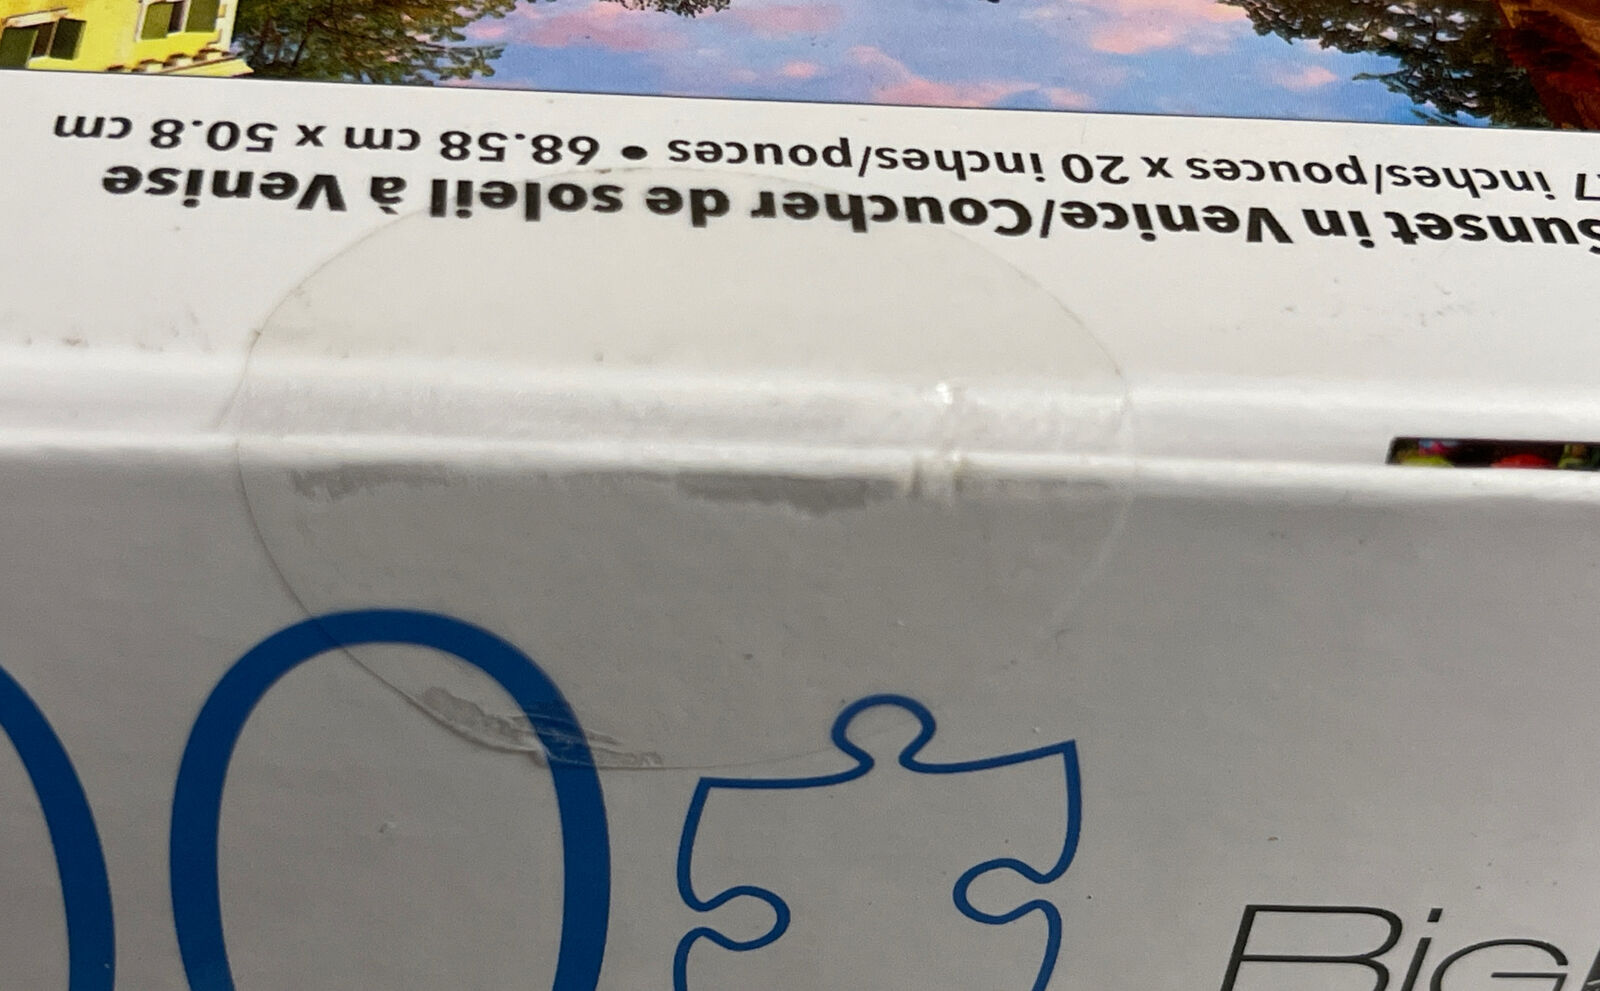 Sunset in Venice/Coucher de soleil à Venise
7 inches/pouces x 20 inches/pouces • 68.58 cm x 50.8 cm
00
Big